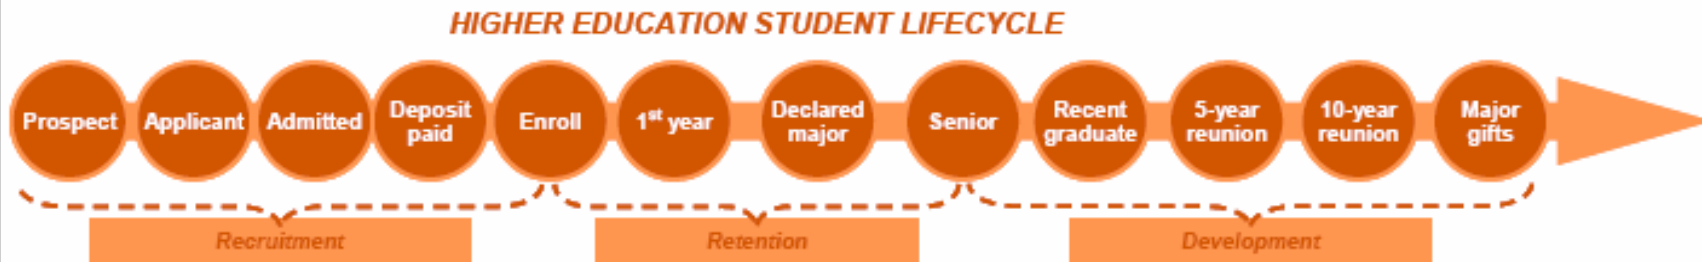 HIGHER EDUCATION STUDENT LIFECYCLE
Prospect
Applicant
Admitted
Deposit
paid
Enroll
1st year
Declared
major
Senior
Recent
graduate
5-year
reunion
10-year
reunion
Major
gifts
Recruitment
Retention
Development